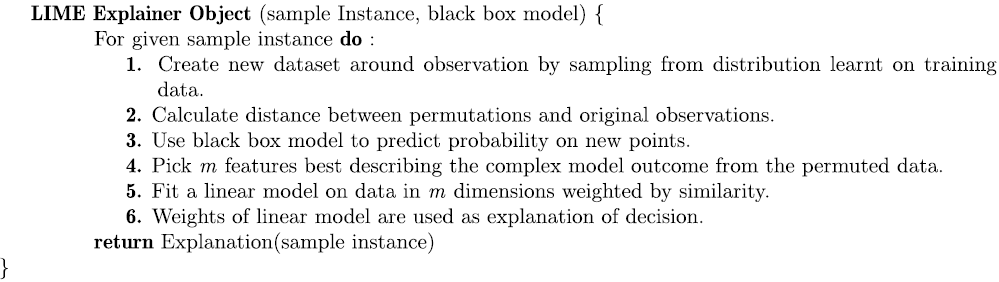 LIME Explainer Object (sample Instance, black box model) {
For given sample instance do :
1. Create new dataset around observation by sampling from distribution learnt on training
data.
2. Calculate distance between permutations and original observations.
3. Use black box model to predict probability on new points.
4. Pick m features best describing the complex model outcome from the permuted data.
5. Fit a linear model on data in m dimensions weighted by similarity.
6. Weights of linear model are used as explanation of decision.
return Explanation(sample instance)
}